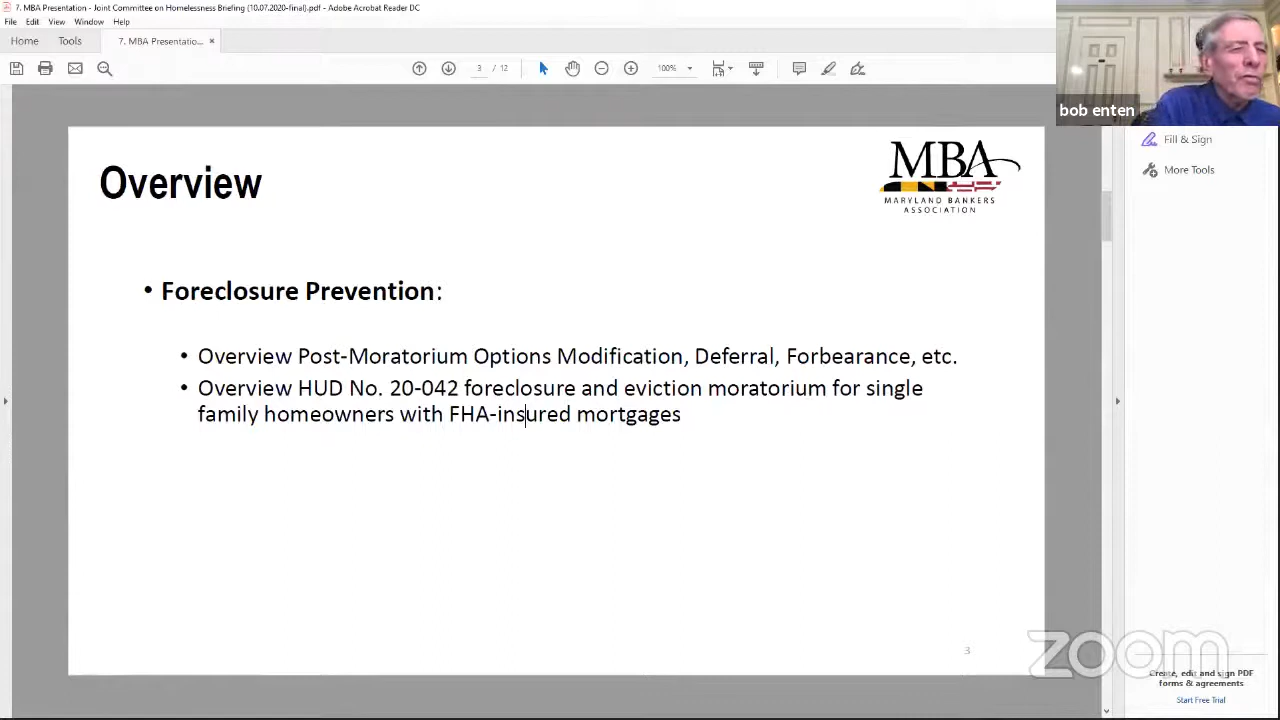 7. MBA Presentation - Joint Committee on Homelessness Briefing (10.07.2020-final).pdf - Adobe Acrobat Reader DC
File Edit View Window Help
Home Tools 7. MBA Presentatio... ×
3 / 12 100%
bob enten
Fill & Sign
More Tools
Overview
MBA
MARYLAND BANKERS
ASSOCIATION
• Foreclosure Prevention:
• Overview Post-Moratorium Options Modification, Deferral, Forbearance, etc.
• Overview HUD No. 20-042 foreclosure and eviction moratorium for single
family homeowners with FHA-insured mortgages
3
zoom
Create, edit and sign PDF
forms & agreements
Start Free Trial